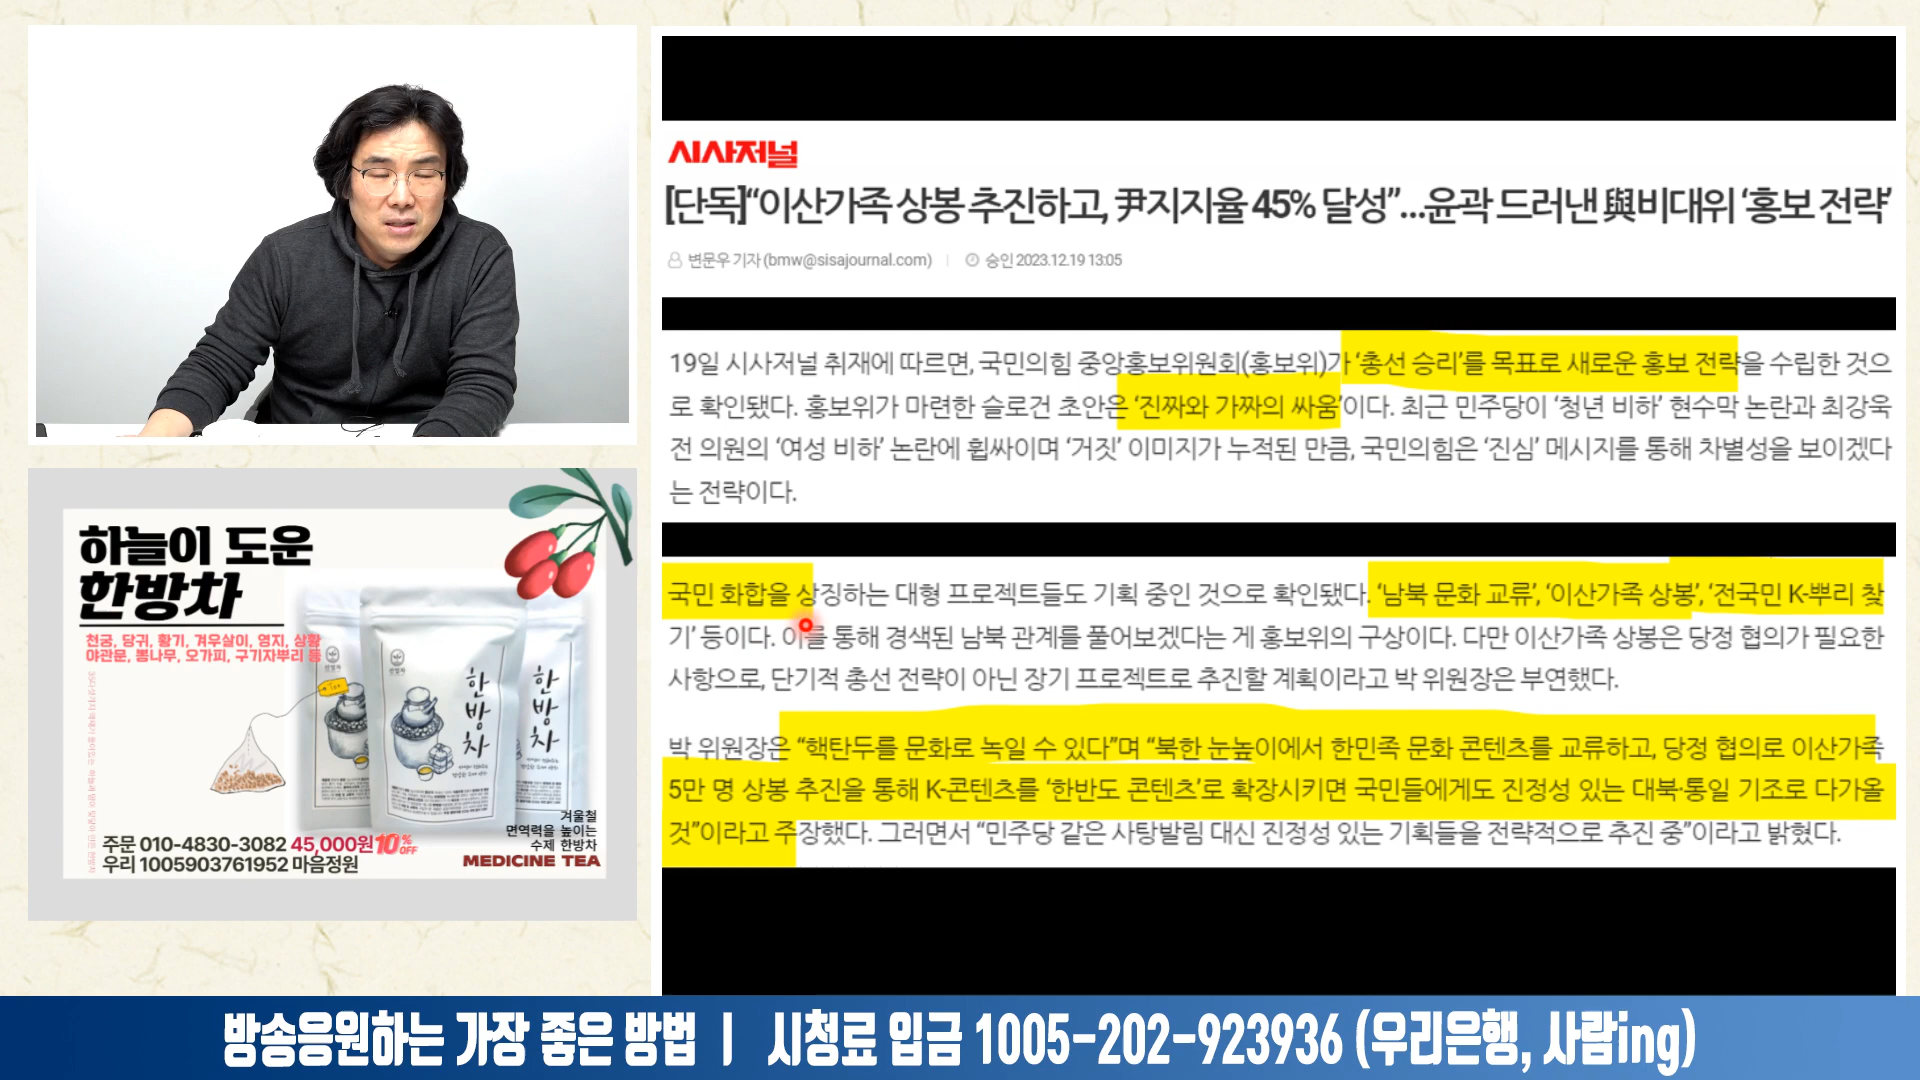 시사저널
[단독]“이산가족 상봉 추진하고, 尹지지율 45% 달성”...윤곽 드러낸 與비대위 ‘홍보 전략’
변문우 기자 (bmw@sisajournal.com) | 승인 2023.12.19 13:05
19일 시사저널 취재에 따르면, 국민의힘 중앙홍보위원회(홍보위)가 ‘총선 승리’를 목표로 새로운 홍보 전략을 수립한 것으
로 확인됐다. 홍보위가 마련한 슬로건 초안은 ‘진짜와 가짜의 싸움’이다. 최근 민주당이 ‘청년 비하’ 현수막 논란과 최강욱
전 의원의 ‘여성 비하’ 논란에 휩싸이며 ‘거짓’ 이미지가 누적된 만큼, 국민의힘은 ‘진심’ 메시지를 통해 차별성을 보이겠다
는 전략이다.
국민 화합을 상징하는 대형 프로젝트들도 기획 중인 것으로 확인됐다. ‘남북 문화 교류’, ‘이산가족 상봉’, ‘전국민 K-뿌리 찾
기’ 등이다. 이를 통해 경색된 남북 관계를 풀어보겠다는 게 홍보위의 구상이다. 다만 이산가족 상봉은 당정 협의가 필요한
사항으로, 단기적 총선 전략이 아닌 장기 프로젝트로 추진할 계획이라고 박 위원장은 부연했다.
박 위원장은 “핵탄두를 문화로 녹일 수 있다”며 “북한 눈높이에서 한민족 문화 콘텐츠를 교류하고, 당정 협의로 이산가족
5만 명 상봉 추진을 통해 K-콘텐츠를 ‘한반도 콘텐츠’로 확장시키면 국민들에게도 진정성 있는 대북·통일 기조로 다가올
것”이라고 주장했다. 그러면서 “민주당 같은 사탕발림 대신 진정성 있는 기획들을 전략적으로 추진 중”이라고 밝혔다.
하늘이 도운
한방차
천궁, 당귀, 황기, 겨우살이, 영지, 상황
야관문, 뽕나무, 오가피, 구기자뿌리 등
한방차
한방차
겨울철
면역력을 높이는
수제 한방차
MEDICINE TEA
주문 010-4830-3082 45,000원 10% OFF
우리 1005903761952 마음정원
방송응원하는 가장 좋은 방법 | 시청료 입금 1005-202-923936 (우리은행, 사람ing)